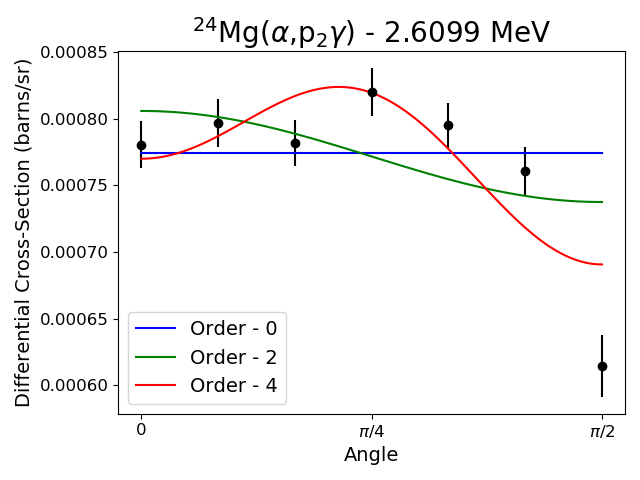 ²⁴Mg(α,p₂γ) - 2.6099 MeV
Differential Cross-Section (barns/sr)
0.00085
0.00080
0.00075
0.00070
0.00065
0.00060
Order - 0
Order - 2
Order - 4
0
π/4
π/2
Angle